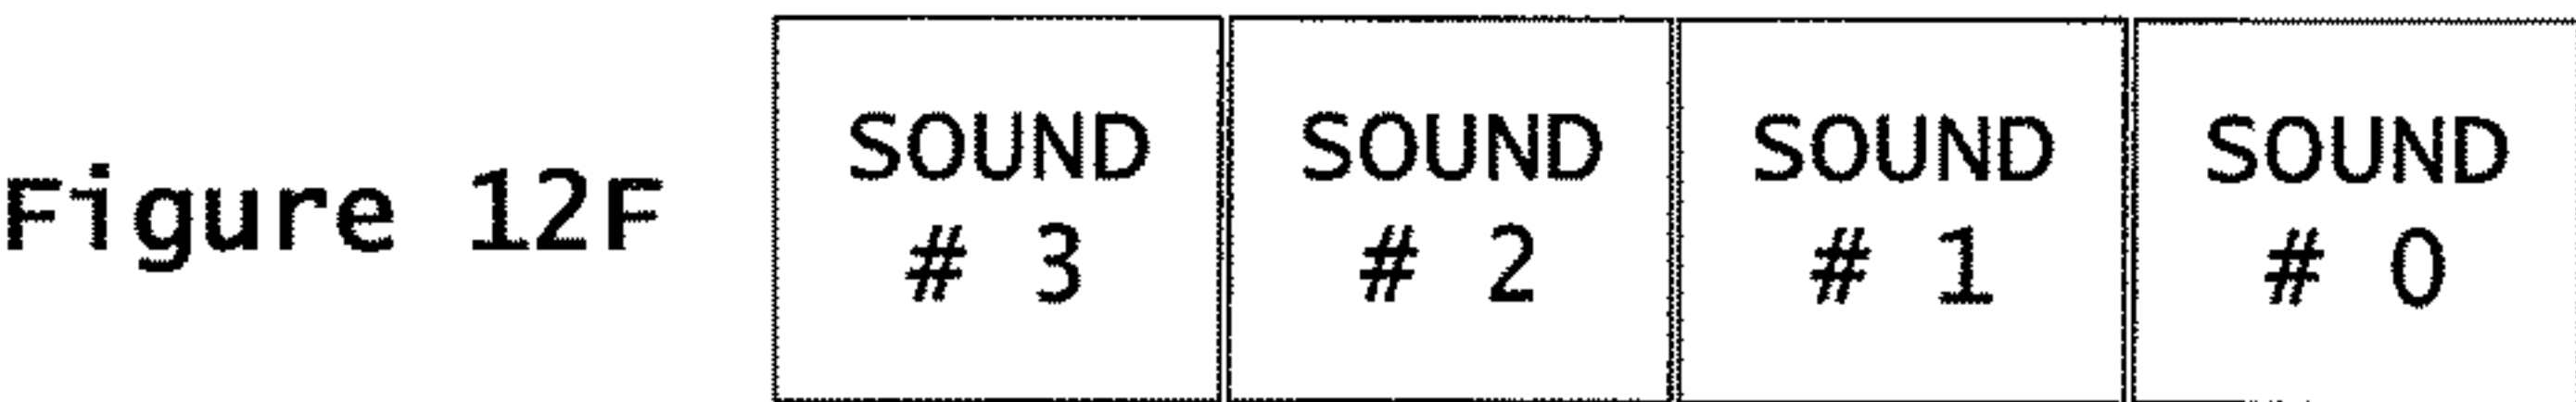 Figure 12F
SOUND
# 3
SOUND
# 2
SOUND
# 1
SOUND
# 0